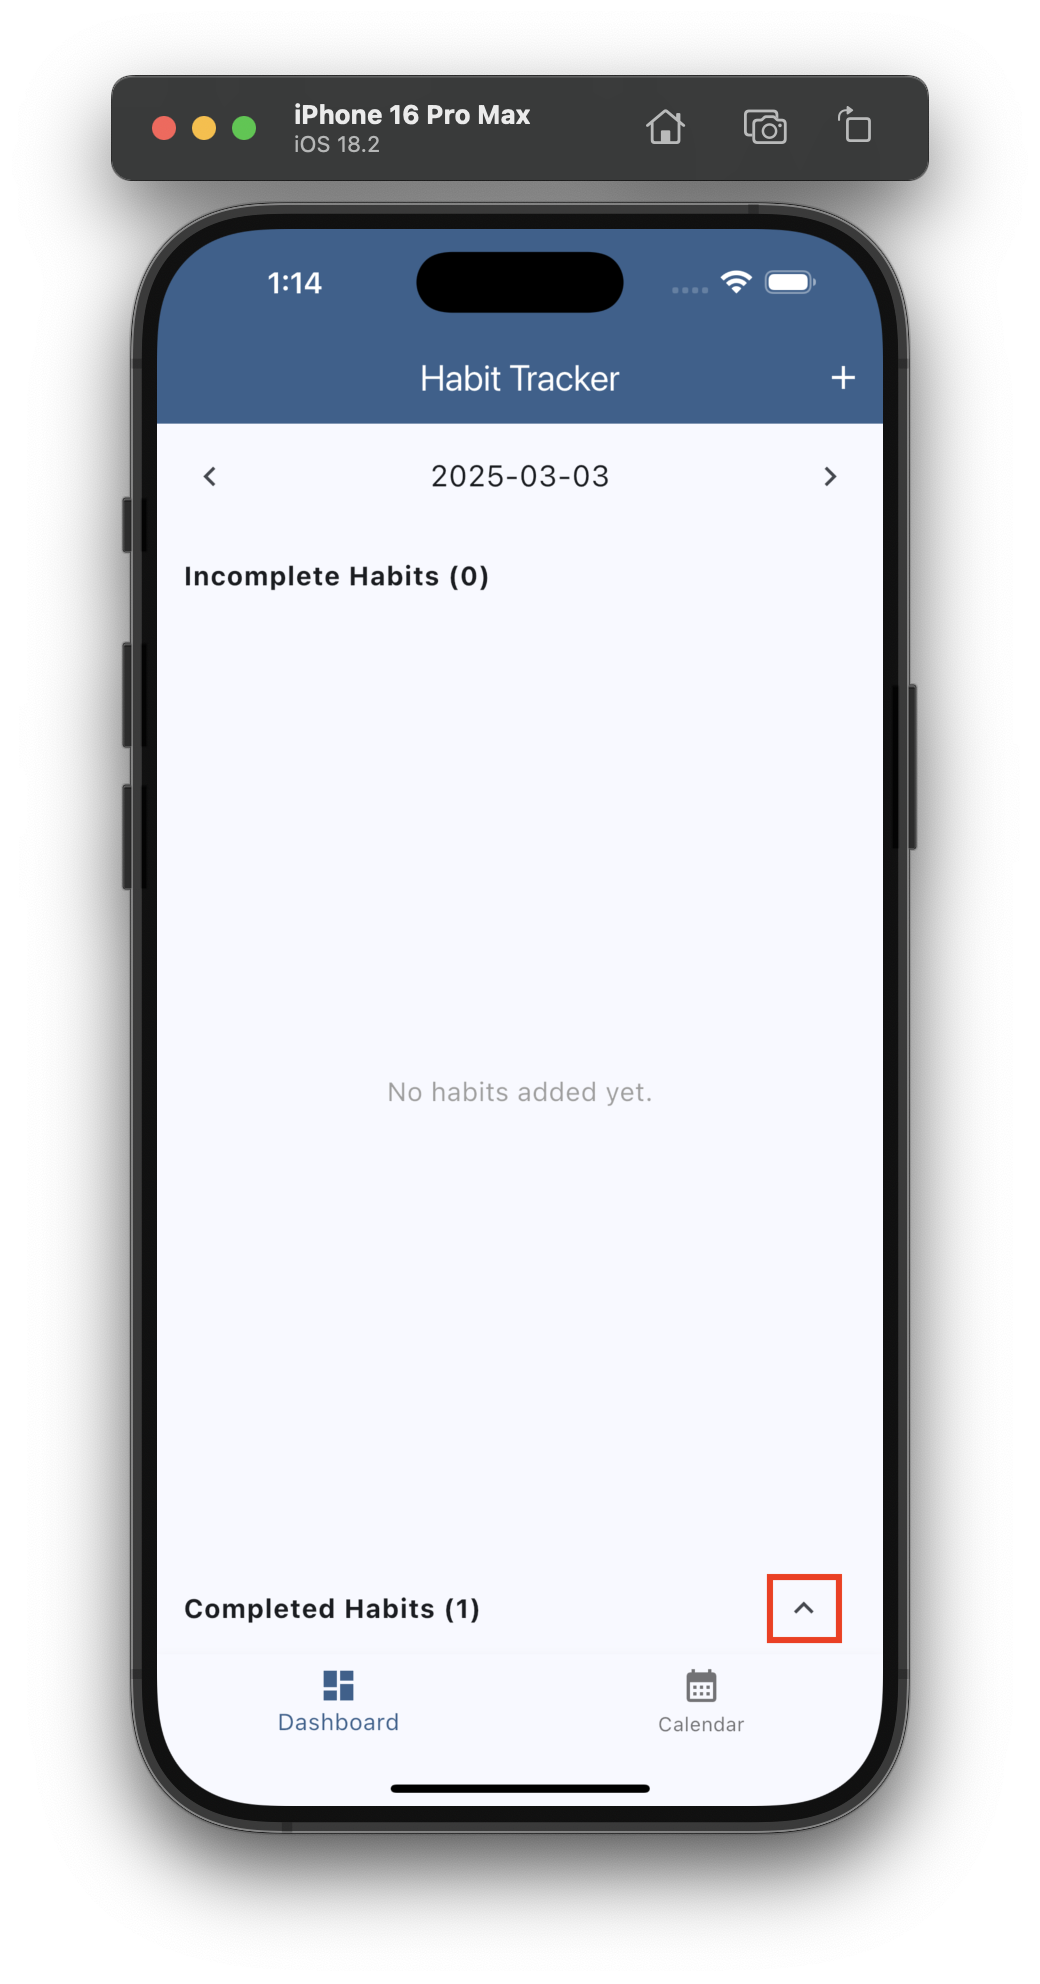 iPhone 16 Pro Max
iOS 18.2
1:14
Habit Tracker
2025-03-03
Incomplete Habits (0)
No habits added yet.
Completed Habits (1)
Dashboard
Calendar